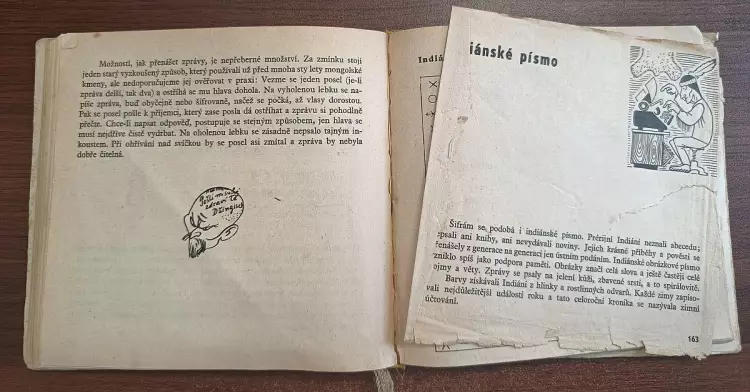 Možností, jak přenášet zprávy, je nepřeberné množství. Za zmínku stojí
jeden starý vyzkoušený způsob, který používali už před mnoha sty lety mongolské
kmeny, ale nedoporučujeme jej ověřovat v praxi: Vezme se jeden posel (je-li
zpráva delší, tak dva) a ostříhá se mu hlava dohola. Na vyholenou lebku se na-
píše zpráva, buď obyčejně nebo šifrovaně, načež se počká, až vlasy dorostou.
Pak se posel pošle k příjemci, který zase posla dá ostříhat a zprávu si pohodlně
přečte. Chce-li napsat odpověď, postupuje se stejným způsobem, jen hlava se
musí nejdříve čistě vydrbat. Na oholenou lebku se zásadně nepsalo tajným in-
koustem. Při ohřívání nad svíčkou by se posel asi zmítal a zpráva by nebyla
dobře čitelná.
zdraví tě
Džingis
Indiá
iánské písmo
Šifrám se podobá i indiánské písmo. Prérijní Indiáni neznali abecedu;
psali ani knihy, ani nevydávali noviny. Jejich krásné příběhy a pověsti se
řenášely z generace na generaci jen ústním podáním. Indiánské obrázkové písmo
zniklo spíš jako podpora paměti. Obrázky značí celá slova a ještě častěji celé
ojmy a věty. Zprávy se psaly na jelení kůži, zbavené srsti, a to spirálovitě.
Barvy získávali Indiáni z hlinky a rostlinných odvarů. Každé zimy zapiso-
vali nejdůležitější události roku a tato celoroční kronika se nazývala zimní
účtování.
163